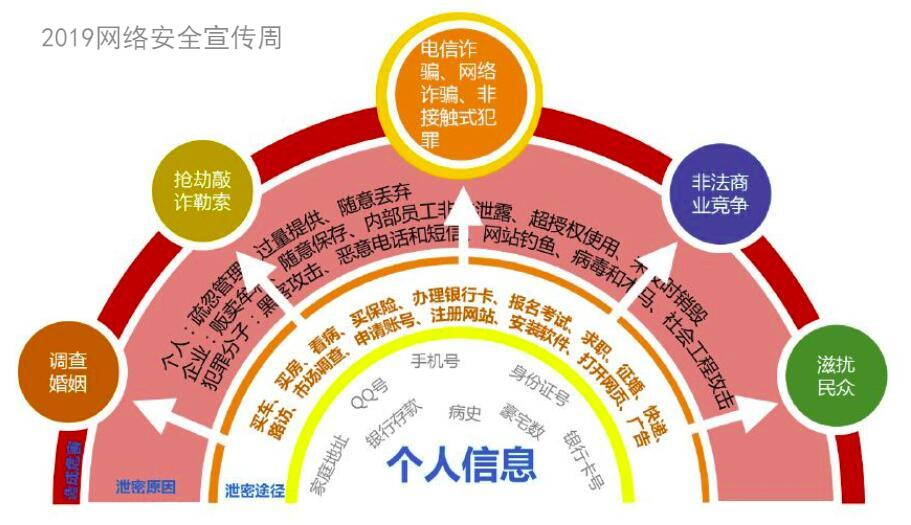 2019网络安全宣传周
电信诈
骗、网络
诈骗、非
接触式犯
罪
抢劫敲
诈勒索
非法商
业竞争
调查
婚姻
滋扰
民众
个人：疏忽管理、过量提供、随意丢弃
企业：贩卖牟利、随意保存、内部员工非法泄露、超授权使用、未及时销毁
犯罪分子：黑客攻击、恶意电话和短信、网站钓鱼、病毒和木马、社会工程攻击
买车、买房、看病、买保险、办理银行卡、报名考试、求职、征婚、快递、
路访、市场调查、申请账号、注册网站、安装软件、打开网页、广告
手机号
QQ号
身份证号
家庭地址
银行存款
病史
豪宅数
银行卡号
个人信息
造成危害
泄密原因
泄密途径